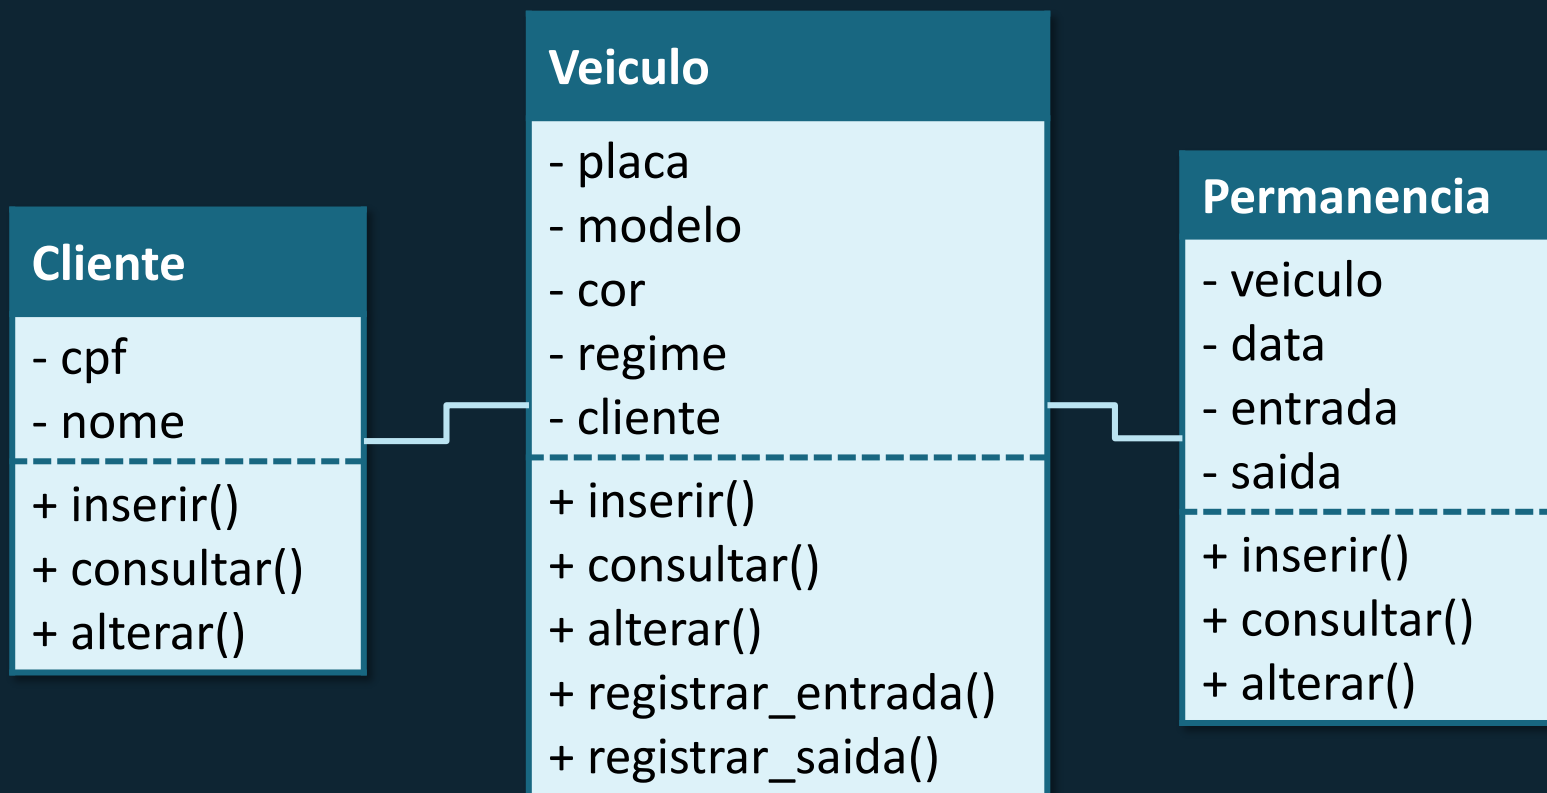 Cliente
- cpf
- nome
+ inserir()
+ consultar()
+ alterar()
Veiculo
- placa
- modelo
- cor
- regime
- cliente
+ inserir()
+ consultar()
+ alterar()
+ registrar_entrada()
+ registrar_saida()
Permanencia
- veiculo
- data
- entrada
- saida
+ inserir()
+ consultar()
+ alterar()